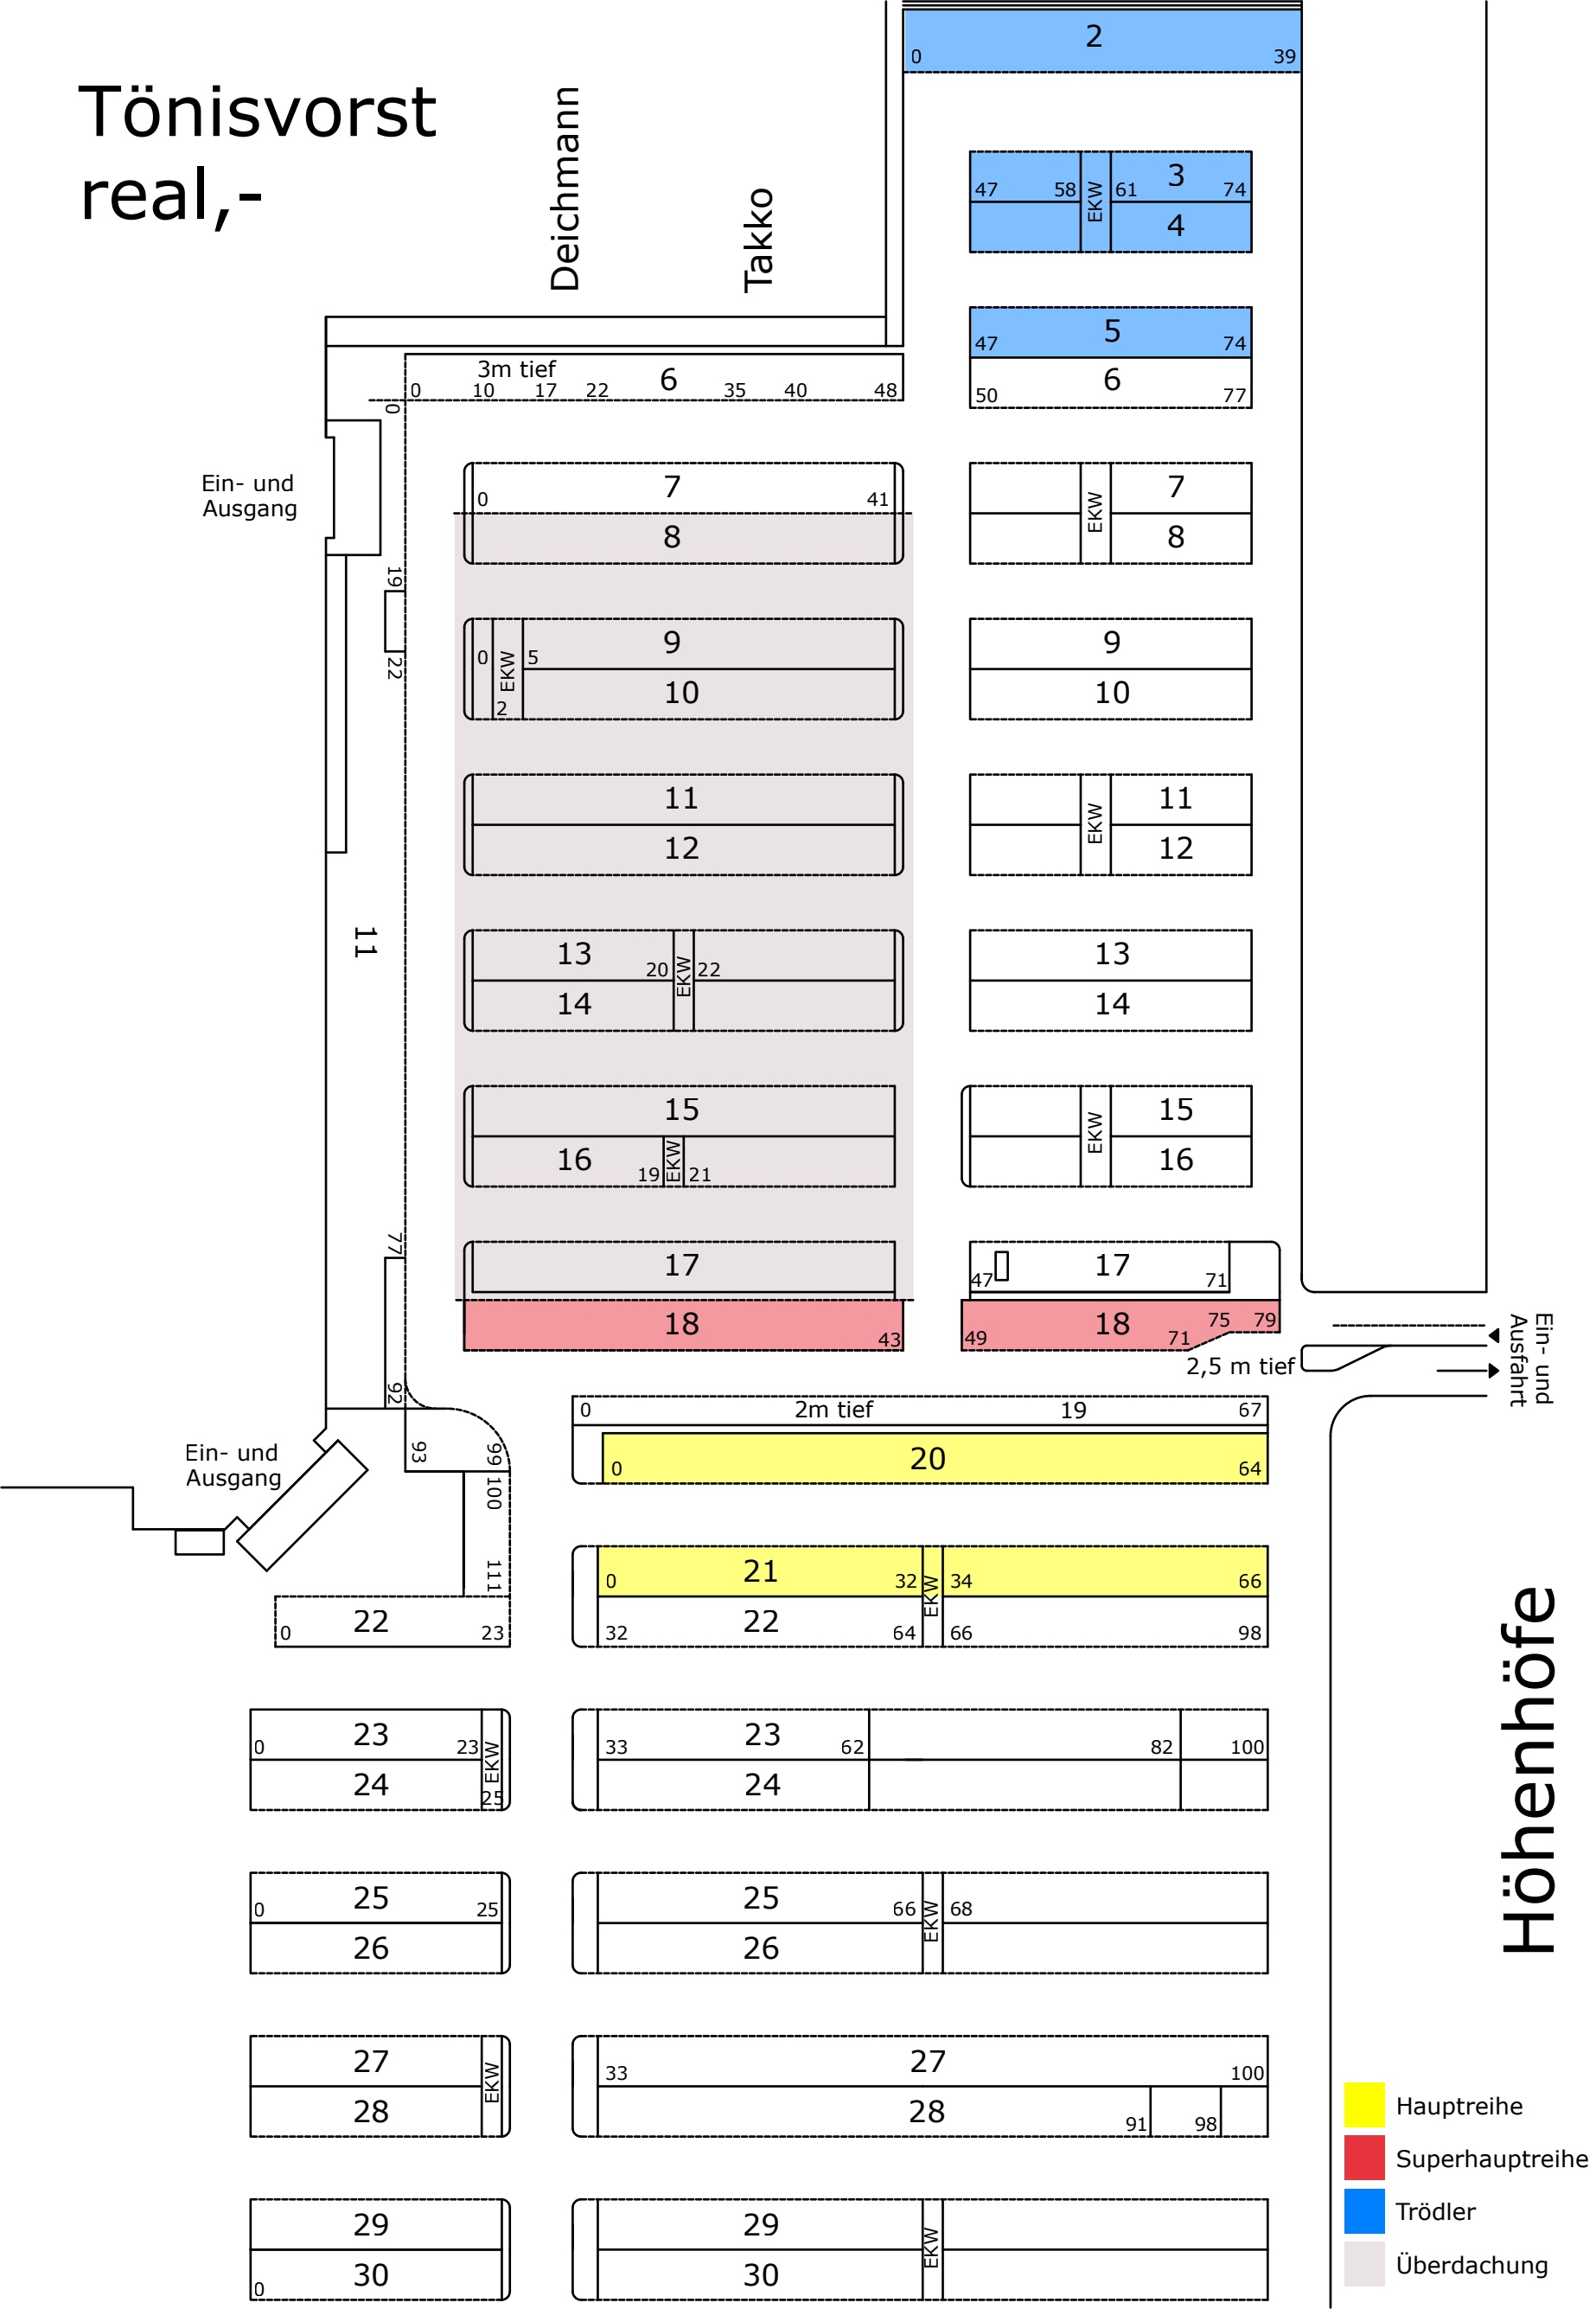 2
0 39
Tönisvorst
real,-
Deichmann
Takko
47 58 EKW 61 3 74
4
5
47 74
6
50 77
3m tief
0 10 17 22 6 35 40 48
0
Ein- und
Ausgang
19
22
11
77
92
93
99
100
111
7
0 41
8
7
EKW
8
9
0 EKW 5
2 10
9
10
11
12
11
EKW
12
13
20 EKW 22
14
13
14
15
16 19 EKW 21
15
EKW
16
17
18
43
17
47 71
18
49 71 75 79
2,5 m tief
Ein- und
Ausfahrt
0 2m tief 19 67
20
0 64
Ein- und
Ausgang
21
0 32 EKW 34 66
22
32 64 66 98
22
0 23
23
0 23 EKW
24 25
23
33 62 82 100
24
25
0 25
26
25
66 EKW 68
26
27
EKW
28
27
33 100
28
91 98
29
30
0
29
EKW
30
Höhenhöfe
Hauptreihe
Superhauptreihe
Trödler
Überdachung